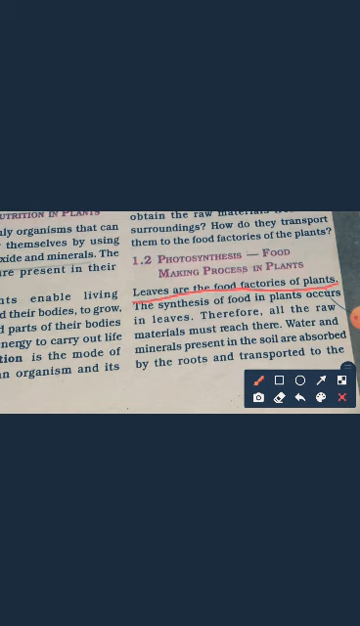 UTRITION IN PLANTS
ly organisms that can
themselves by using
xide and minerals. The
re present in their
nts enable living
d their bodies, to grow,
d parts of their bodies
nergy to carry out life
tion is the mode of
n organism and its
obtain the raw materials
surroundings? How do they transport
them to the food factories of the plants?
1.2 PHOTOSYNTHESIS — FOOD
MAKING PROCESS IN PLANTS
Leaves are the food factories of plants.
The synthesis of food in plants occurs
in leaves. Therefore, all the raw
materials must reach there. Water and
minerals present in the soil are absorbed
by the roots and transported to the